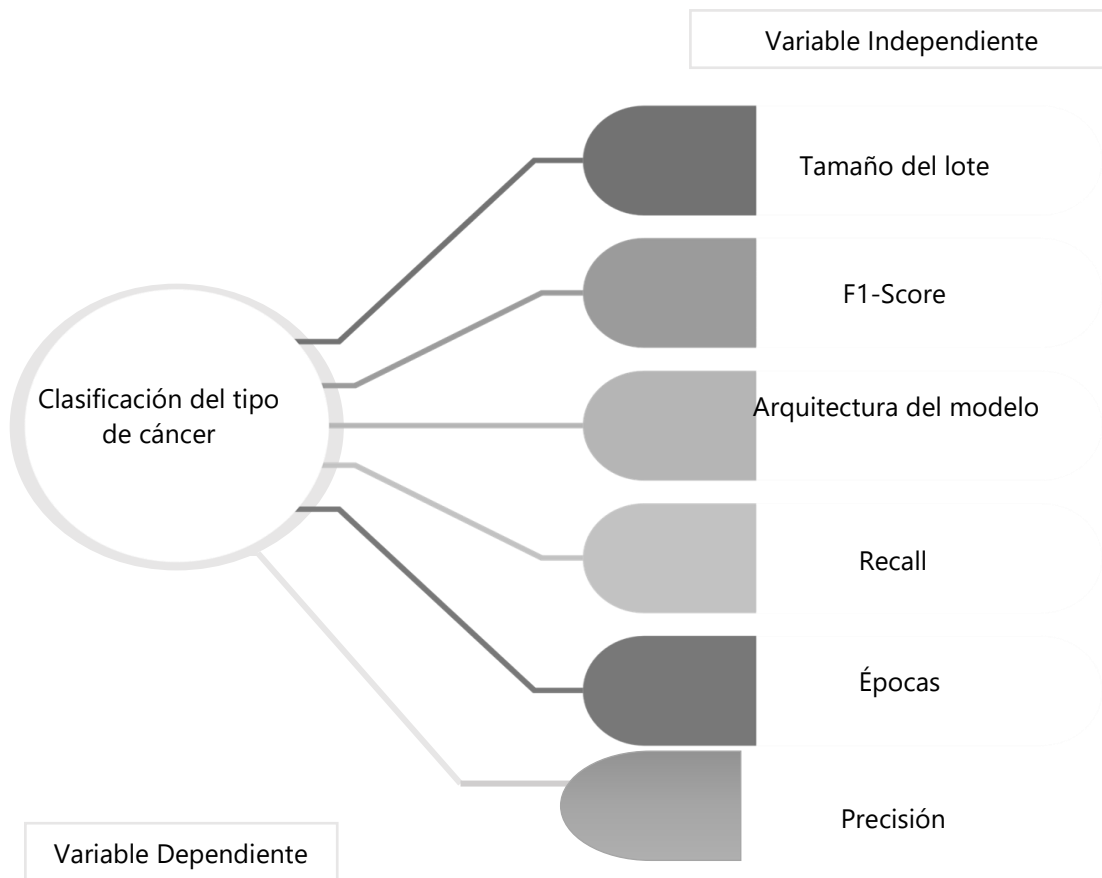 Variable Independiente
Tamaño del lote
F1-Score
Clasificación del tipo
de cáncer
Arquitectura del modelo
Recall
Épocas
Precisión
Variable Dependiente